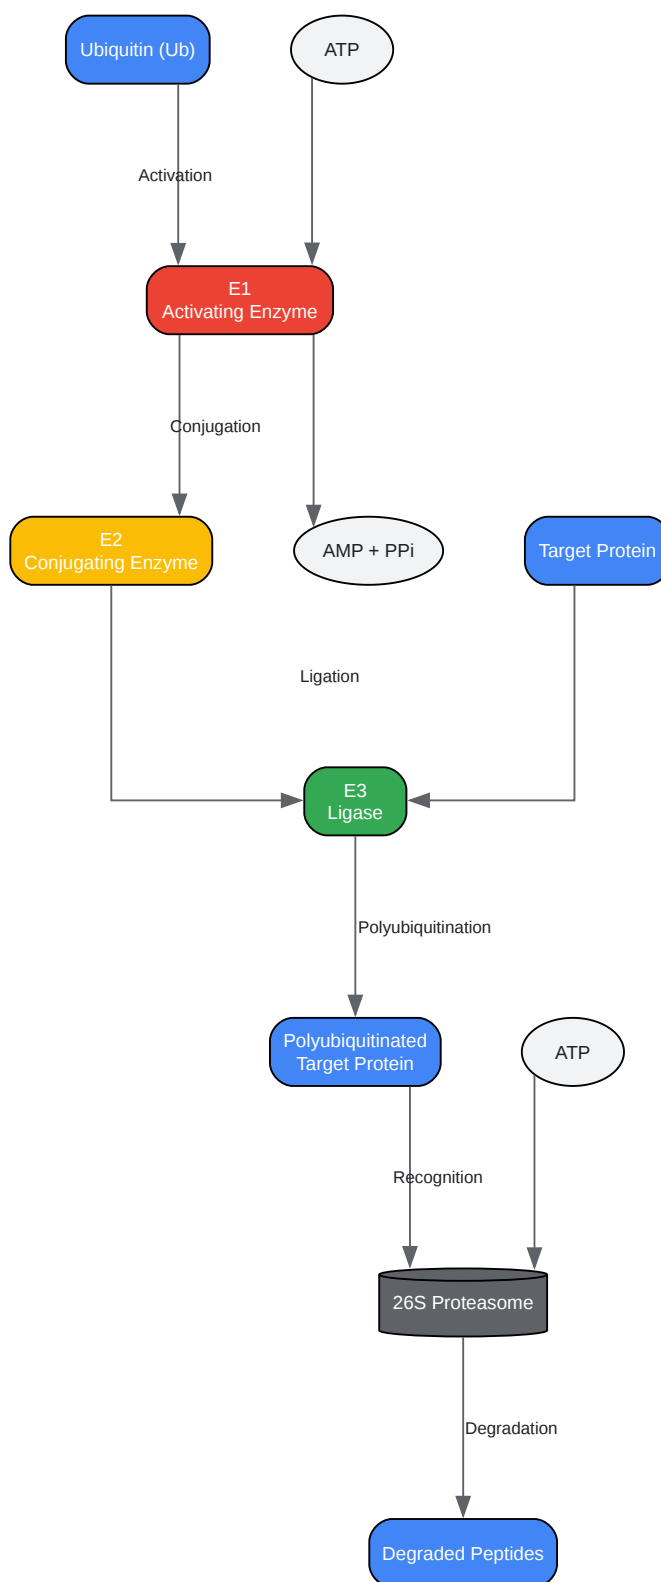 Ubiquitin (Ub)
ATP
Activation
E1
Activating Enzyme
Conjugation
E2
Conjugating Enzyme
AMP + PPi
Target Protein
Ligation
E3
Ligase
Polyubiquitination
Polyubiquitinated
Target Protein
ATP
Recognition
26S Proteasome
Degradation
Degraded Peptides